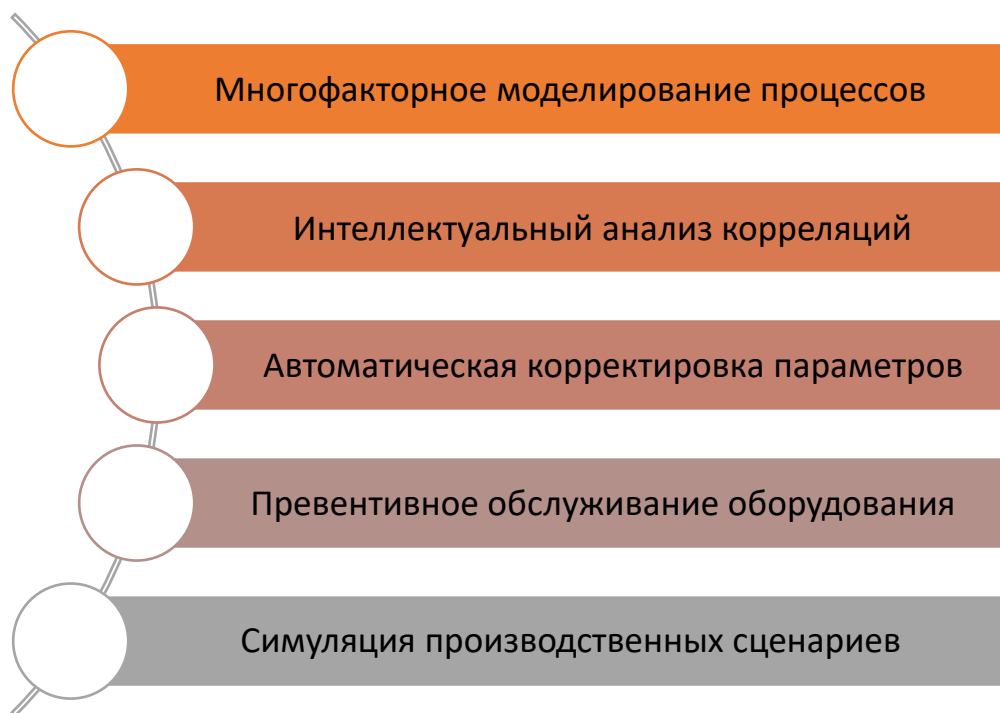 Многофакторное моделирование процессов
Интеллектуальный анализ корреляций
Автоматическая корректировка параметров
Превентивное обслуживание оборудования
Симуляция производственных сценариев